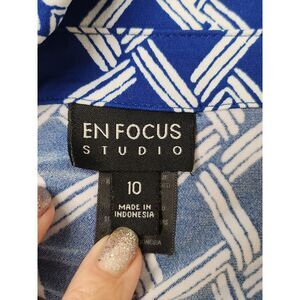 EN FOCUS
STUDIO
10
MADE IN
INDONESIA